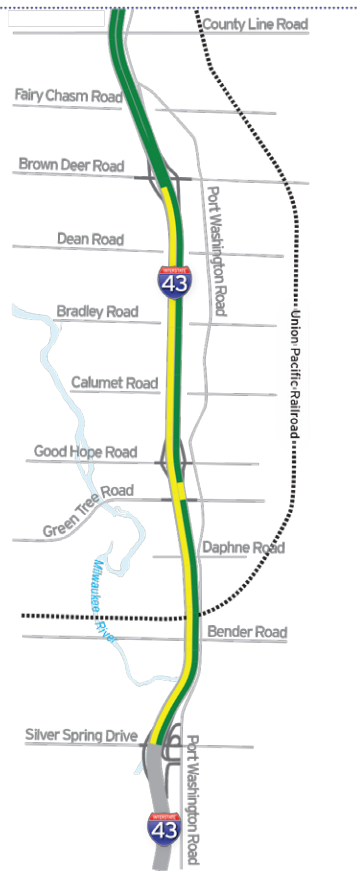 County Line Road
Fairy Chasm Road
Brown Deer Road
Port Washington Road
Dean Road
INTERSTATE
43
Bradley Road
Union Pacific Railroad
Calumet Road
Good Hope Road
Green Tree Road
Daphne Road
Milwaukee River
Bender Road
Silver Spring Drive
Port Washington Road
INTERSTATE
43